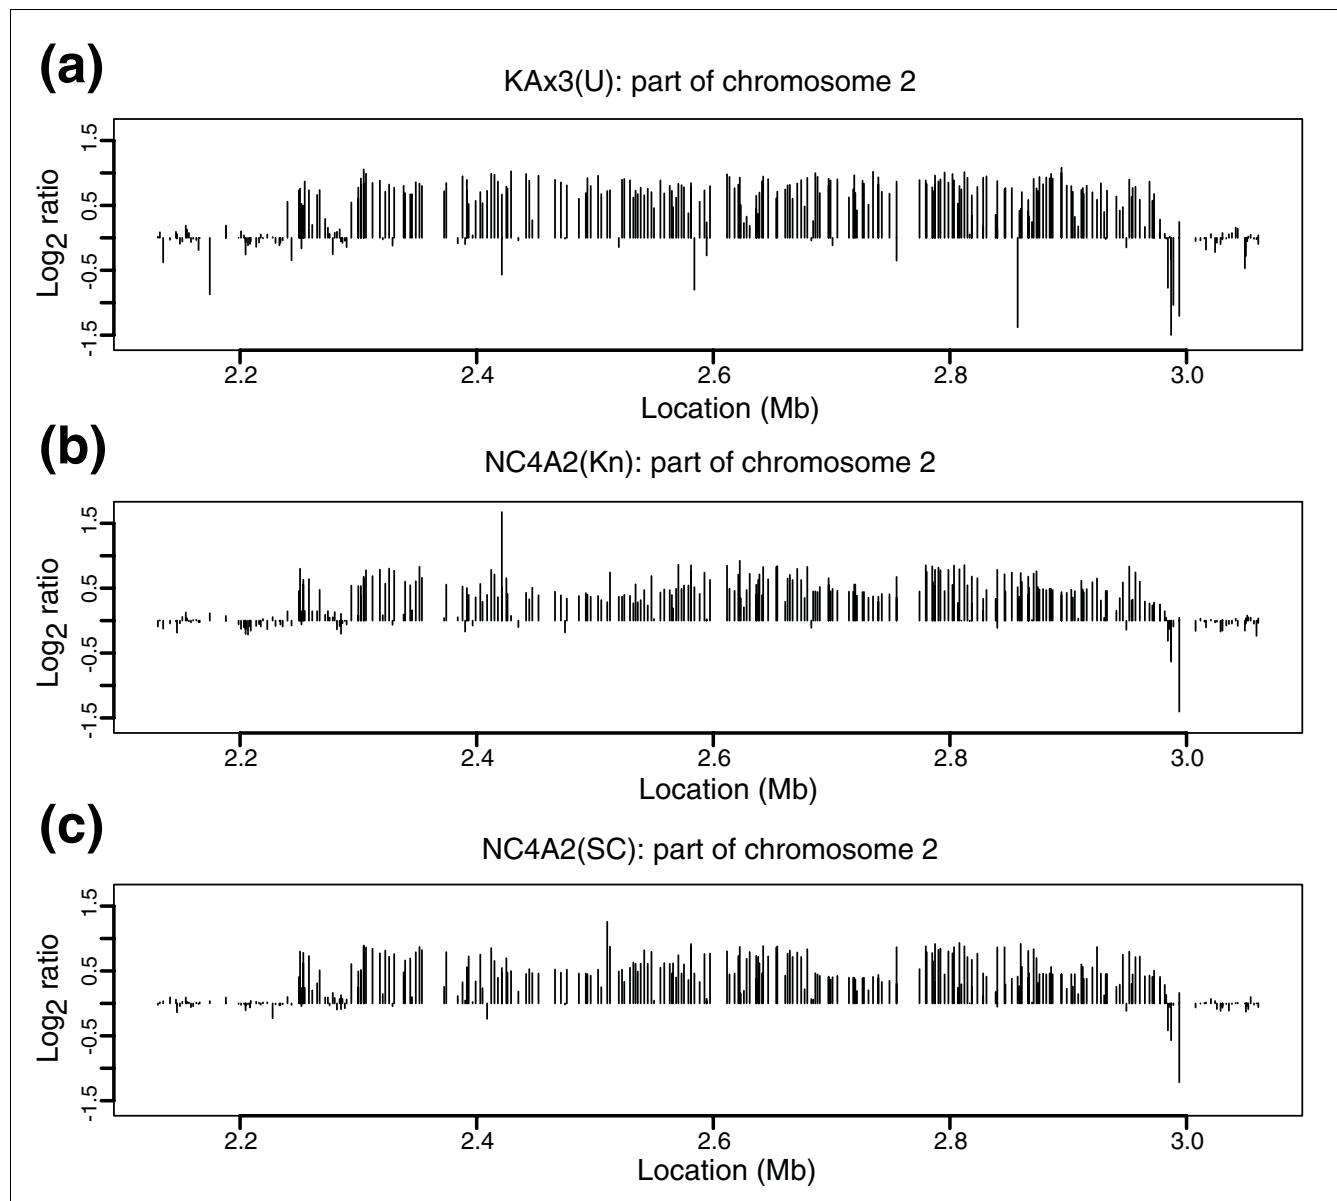 (a)
KAx3(U): part of chromosome 2
Log2 ratio
1.5
0.5
-0.5
-1.5
2.2 2.4 2.6 2.8 3.0
Location (Mb)
(b)
NC4A2(Kn): part of chromosome 2
Log2 ratio
1.5
0.5
-0.5
-1.5
2.2 2.4 2.6 2.8 3.0
Location (Mb)
(c)
NC4A2(SC): part of chromosome 2
Log2 ratio
1.5
0.5
-0.5
-1.5
2.2 2.4 2.6 2.8 3.0
Location (Mb)